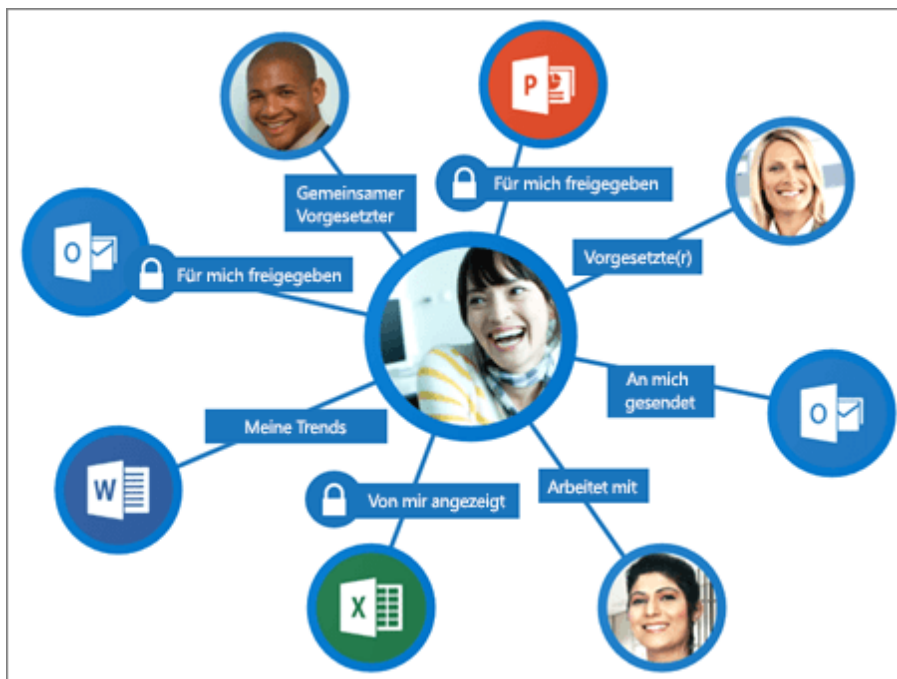 P
Für mich freigegeben
Gemeinsamer
Vorgesetzter
Vorgesetzte(r)
O
Für mich freigegeben
An mich
gesendet
O
Meine Trends
W
Arbeitet mit
Von mir angezeigt
X